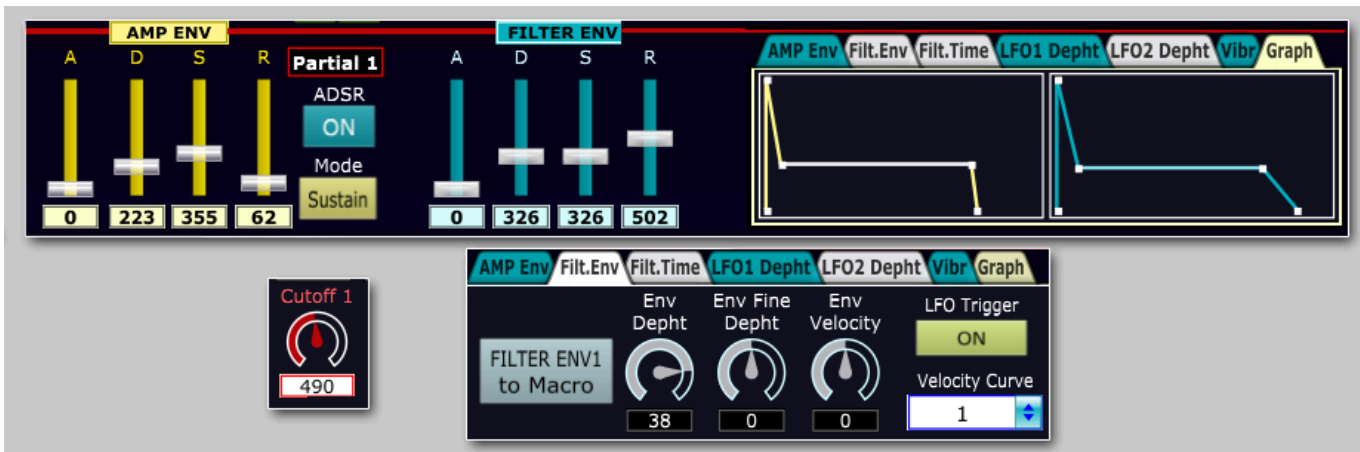 AMP ENV
FILTER ENV
A D S R
Partial 1
A D S R
ADSR
ON
Mode
Sustain
0 223 355 62
0 326 326 502
AMP Env Filt.Env Filt.Time LFO1 Depht LFO2 Depht Vibr Graph
Cutoff 1
490
AMP Env Filt.Env Filt.Time LFO1 Depht LFO2 Depht Vibr Graph
FILTER ENV1
to Macro
Env
Depht
38
Env Fine
Depht
0
Env
Velocity
0
LFO Trigger
ON
Velocity Curve
1